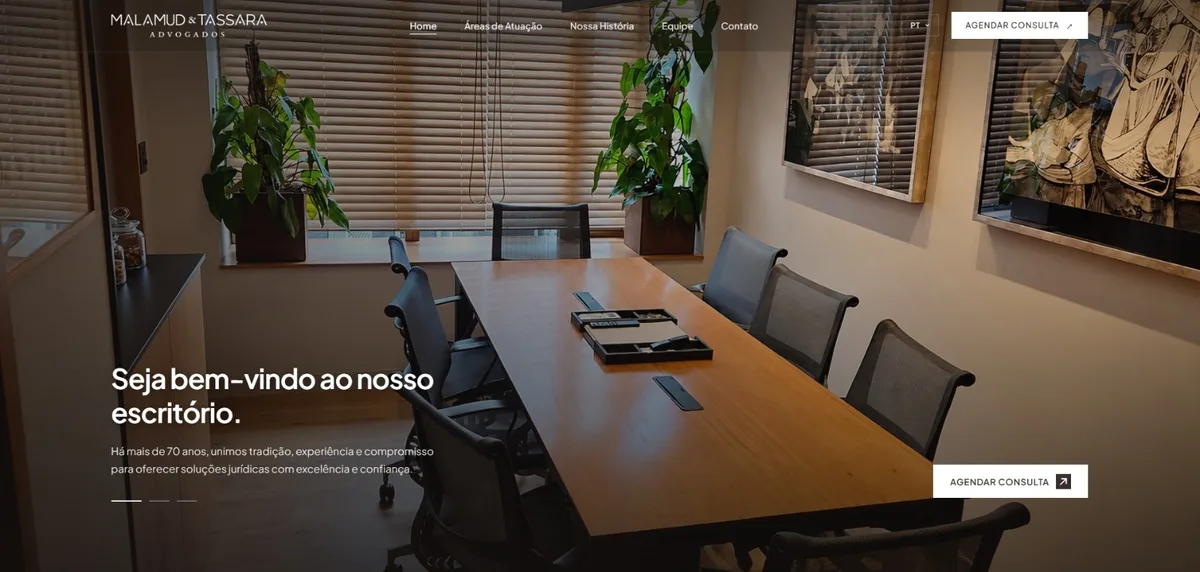 MALAMUD & TASSARA
ADVOGADOS
Home
Áreas de Atuação
Nossa História
Equipe
Contato
PT
AGENDAR CONSULTA
Seja bem-vindo ao nosso
escritório.
Há mais de 70 anos, unimos tradição, experiência e compromisso
para oferecer soluções jurídicas com excelência e confiança.
AGENDAR CONSULTA